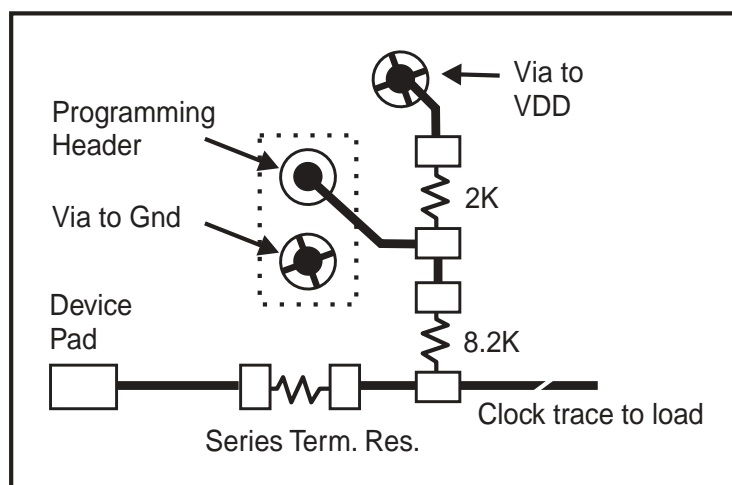 Via to
VDD
Programming
Header
2K
Via to Gnd
Device
Pad
8.2K
Clock trace to load
Series Term. Res.